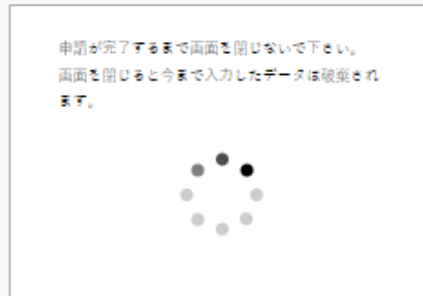 申請が完了するまで画面を閉じないで下さい。
画面を閉じると今まで入力したデータは破棄され
ます。